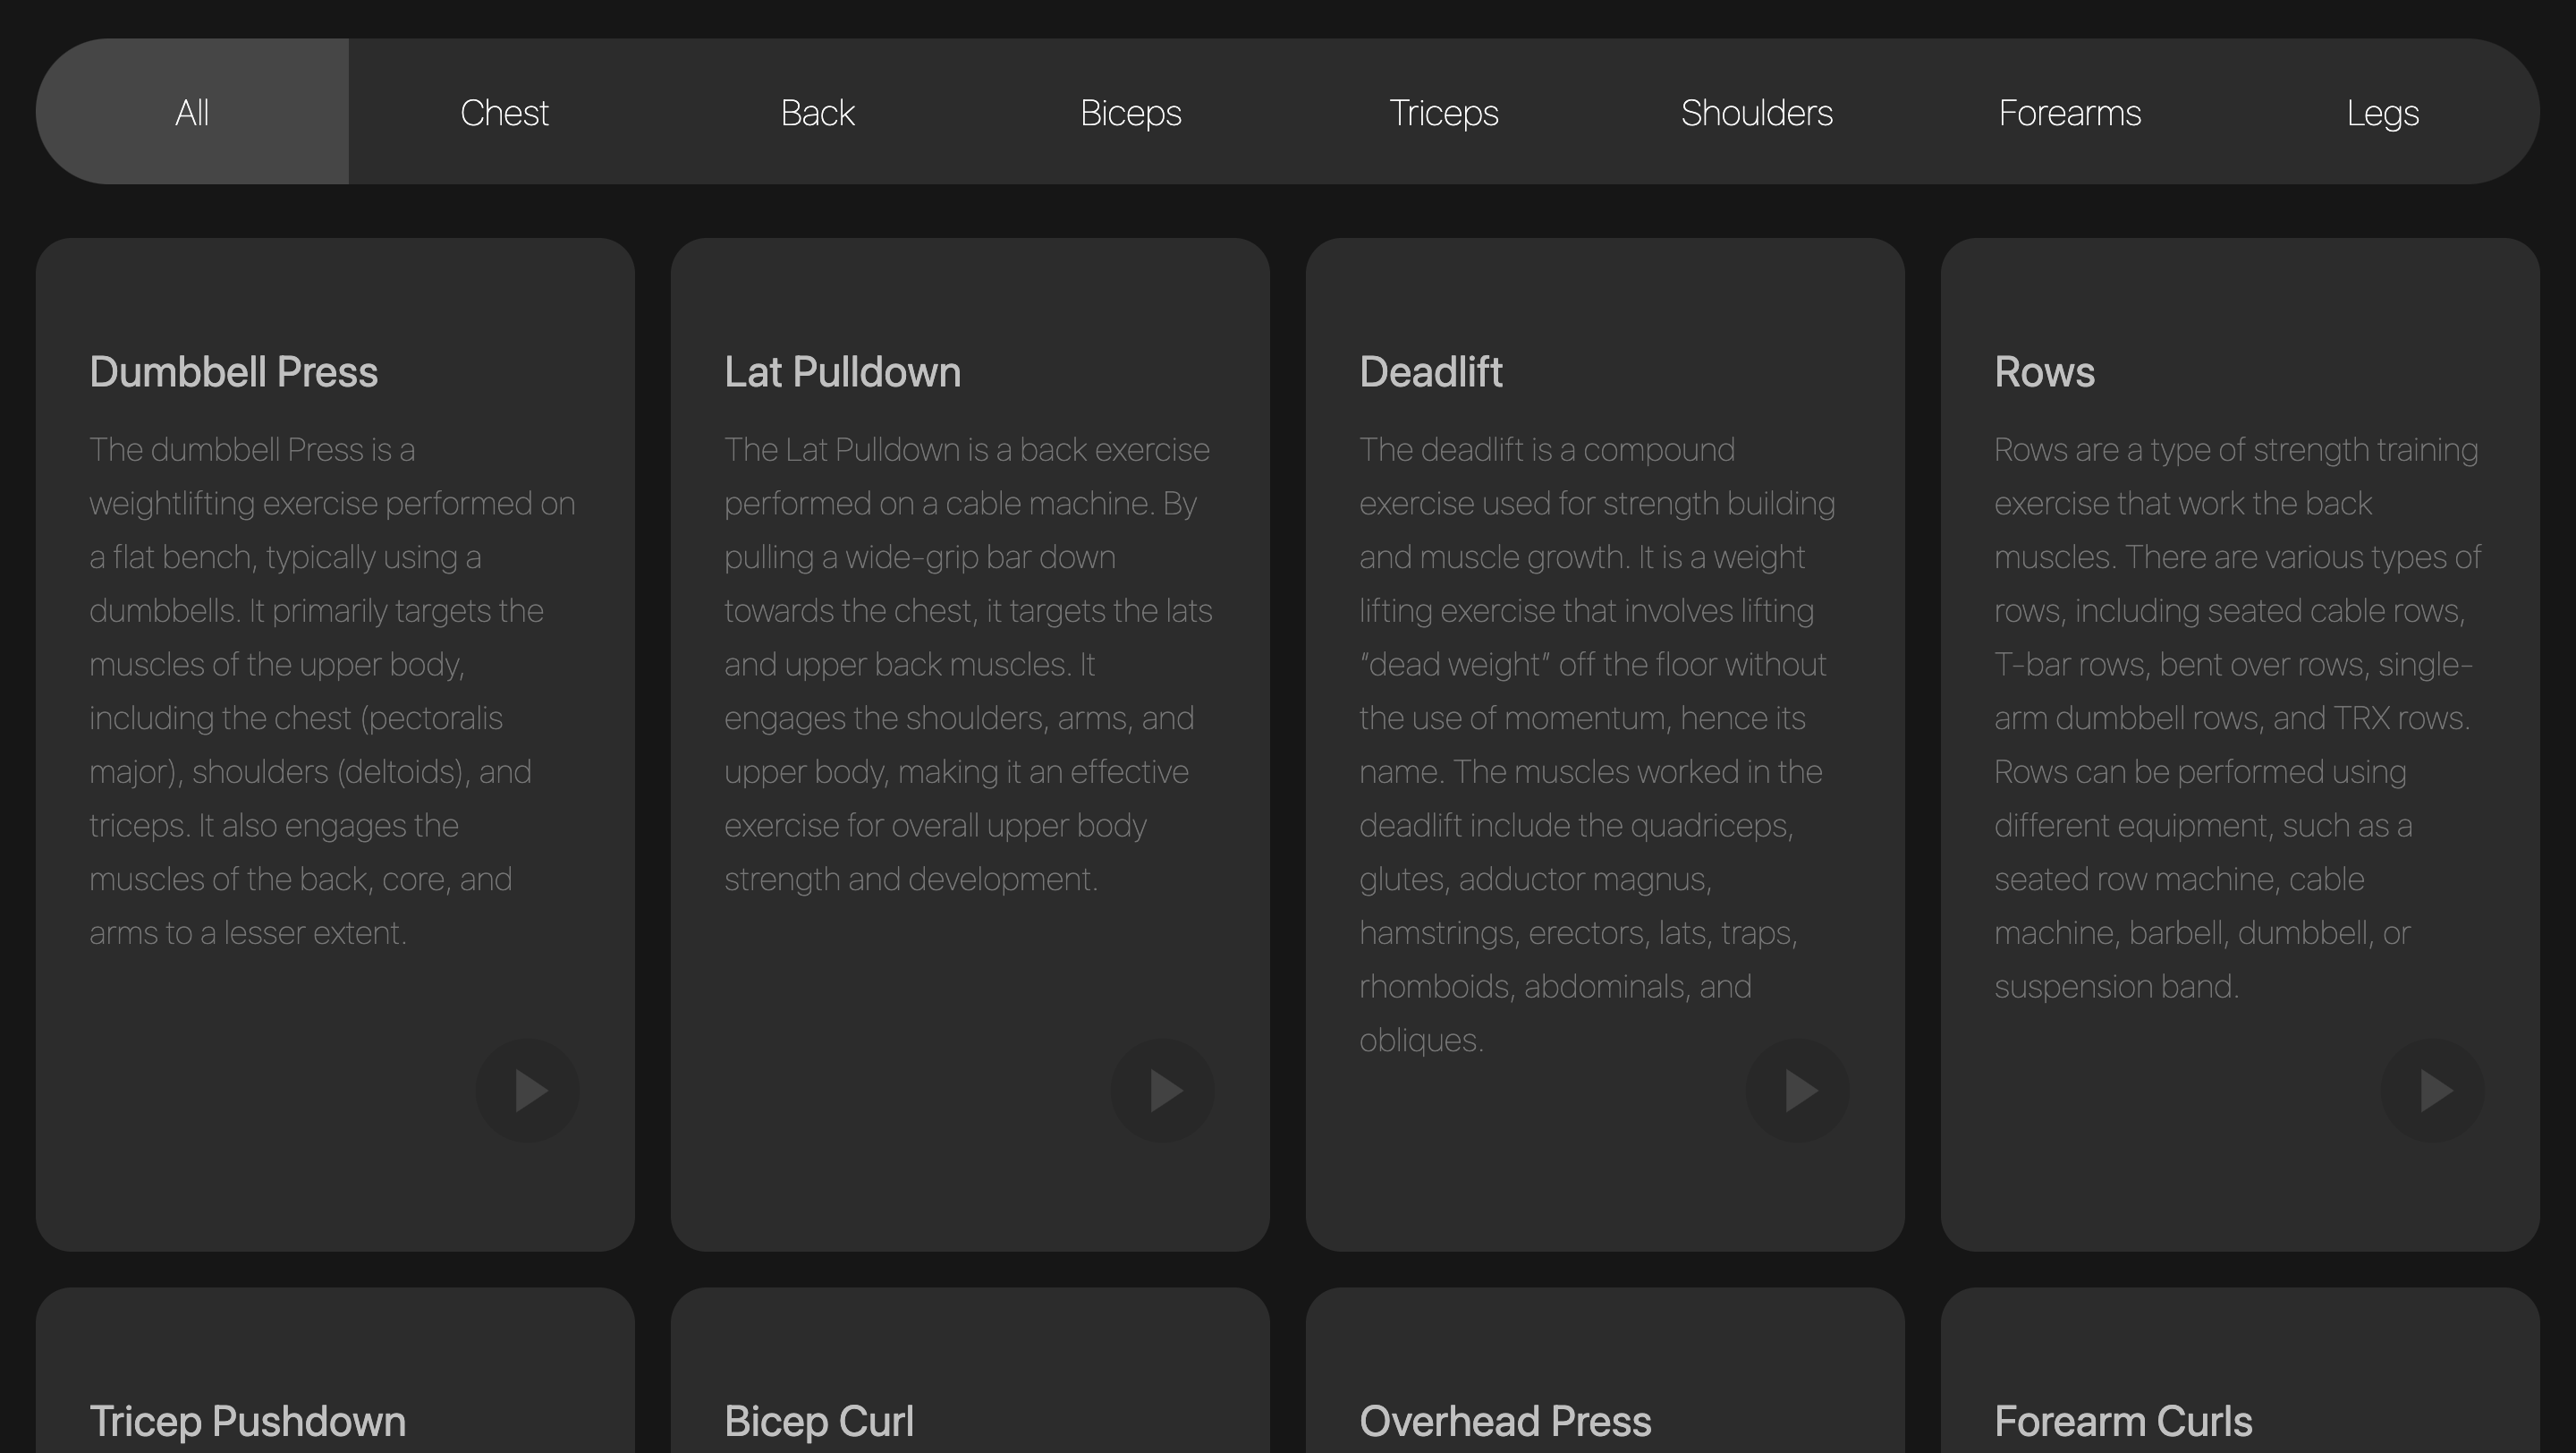 All
Chest
Back
Biceps
Triceps
Shoulders
Forearms
Legs
Dumbbell Press
The dumbbell Press is a
weightlifting exercise performed on
a flat bench, typically using a
dumbbells. It primarily targets the
muscles of the upper body,
including the chest (pectoralis
major), shoulders (deltoids), and
triceps. It also engages the
muscles of the back, core, and
arms to a lesser extent.
Lat Pulldown
The Lat Pulldown is a back exercise
performed on a cable machine. By
pulling a wide-grip bar down
towards the chest, it targets the lats
and upper back muscles. It
engages the shoulders, arms, and
upper body, making it an effective
exercise for overall upper body
strength and development.
Deadlift
The deadlift is a compound
exercise used for strength building
and muscle growth. It is a weight
lifting exercise that involves lifting
“dead weight” off the floor without
the use of momentum, hence its
name. The muscles worked in the
deadlift include the quadriceps,
glutes, adductor magnus,
hamstrings, erectors, lats, traps,
rhomboids, abdominals, and
obliques.
Rows
Rows are a type of strength training
exercise that work the back
muscles. There are various types of
rows, including seated cable rows,
T-bar rows, bent over rows, single-
arm dumbbell rows, and TRX rows.
Rows can be performed using
different equipment, such as a
seated row machine, cable
machine, barbell, dumbbell, or
suspension band.
Tricep Pushdown
Bicep Curl
Overhead Press
Forearm Curls